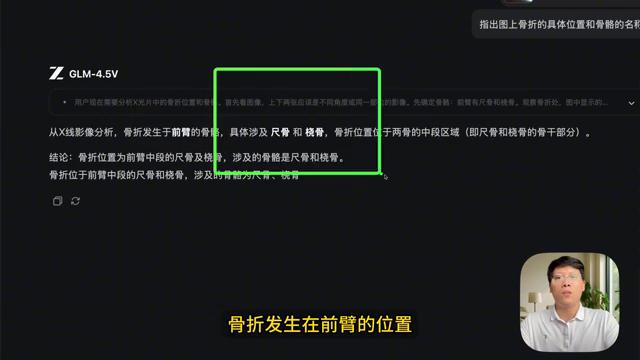 指出图上骨折的具体位置和骨骼的名称
GLM-4.5V
用户现在需要分析X光片中的骨折位置和骨骼。首先看图像，上下两张应该是不同角度或同一部位的影像。先确定骨骼：前臂有尺骨和桡骨。观察骨折处，图中显示的...
从X线影像分析，骨折发生于前臂的骨骼，具体涉及 尺骨 和 桡骨，骨折位置位于两骨的中段区域（即尺骨和桡骨的骨干部分）。
结论：骨折位置为前臂中段的尺骨及桡骨，涉及的骨骼是尺骨和桡骨。
骨折位于前臂中段的尺骨和桡骨，涉及的骨骼为尺骨、桡骨
骨折发生在前臂的位置